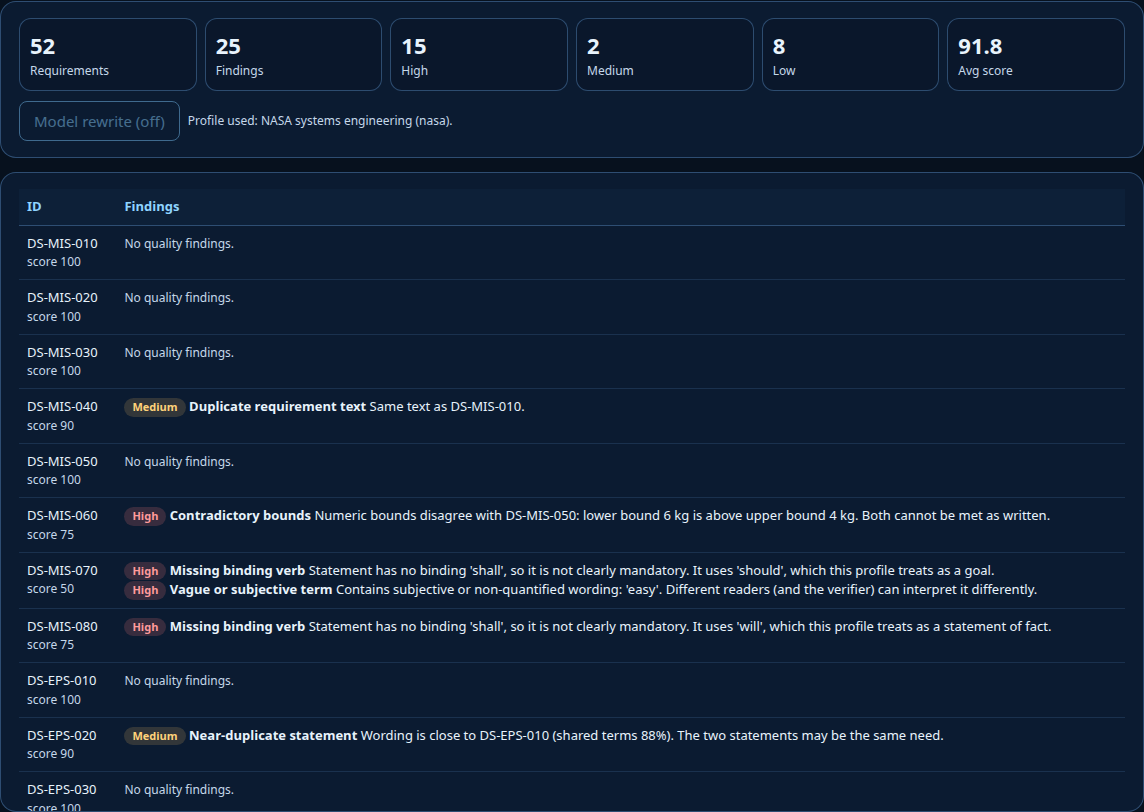 52
Requirements
25
Findings
15
High
2
Medium
8
Low
91.8
Avg score
Model rewrite (off)
Profile used: NASA systems engineering (nasa).
ID Findings
DS-MIS-010 No quality findings.
score 100
DS-MIS-020 No quality findings.
score 100
DS-MIS-030 No quality findings.
score 100
DS-MIS-040 Medium Duplicate requirement text Same text as DS-MIS-010.
score 90
DS-MIS-050 No quality findings.
score 100
DS-MIS-060 High Contradictory bounds Numeric bounds disagree with DS-MIS-050: lower bound 6 kg is above upper bound 4 kg. Both cannot be met as written.
score 75
DS-MIS-070 High Missing binding verb Statement has no binding 'shall', so it is not clearly mandatory. It uses 'should', which this profile treats as a goal.
score 50 High Vague or subjective term Contains subjective or non-quantified wording: 'easy'. Different readers (and the verifier) can interpret it differently.
DS-MIS-080 High Missing binding verb Statement has no binding 'shall', so it is not clearly mandatory. It uses 'will', which this profile treats as a statement of fact.
score 75
DS-EPS-010 No quality findings.
score 100
DS-EPS-020 Medium Near-duplicate statement Wording is close to DS-EPS-010 (shared terms 88%). The two statements may be the same need.
score 90
DS-EPS-030 No quality findings.
score 100